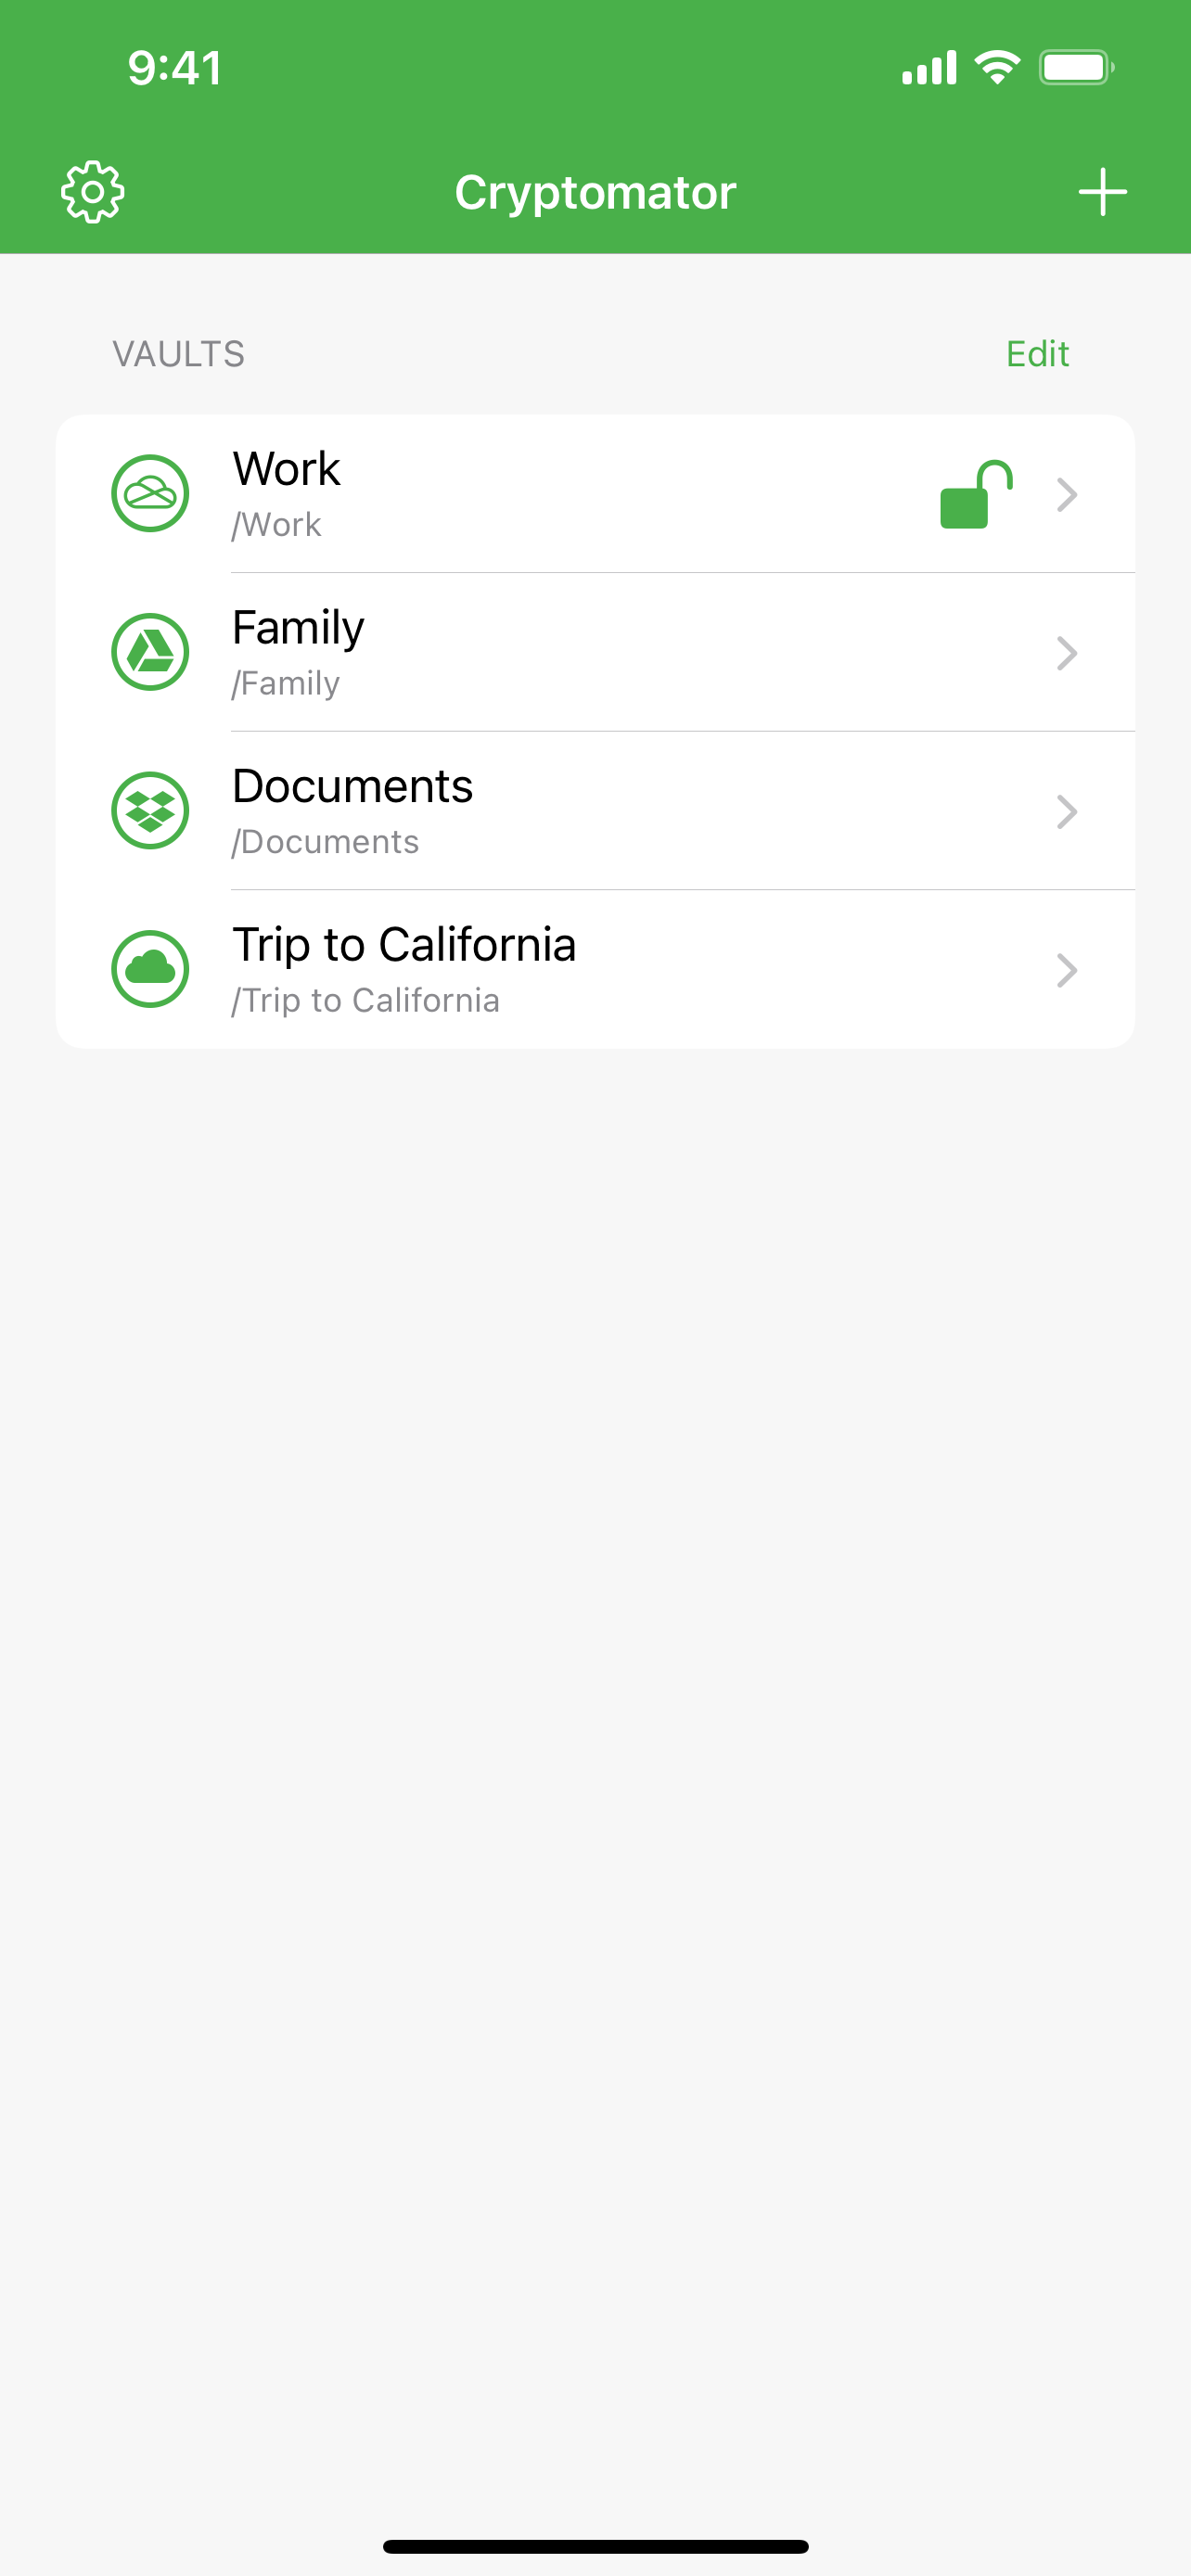 9:41
Cryptomator
VAULTS
Edit
Work
/Work
Family
/Family
Documents
/Documents
Trip to California
/Trip to California